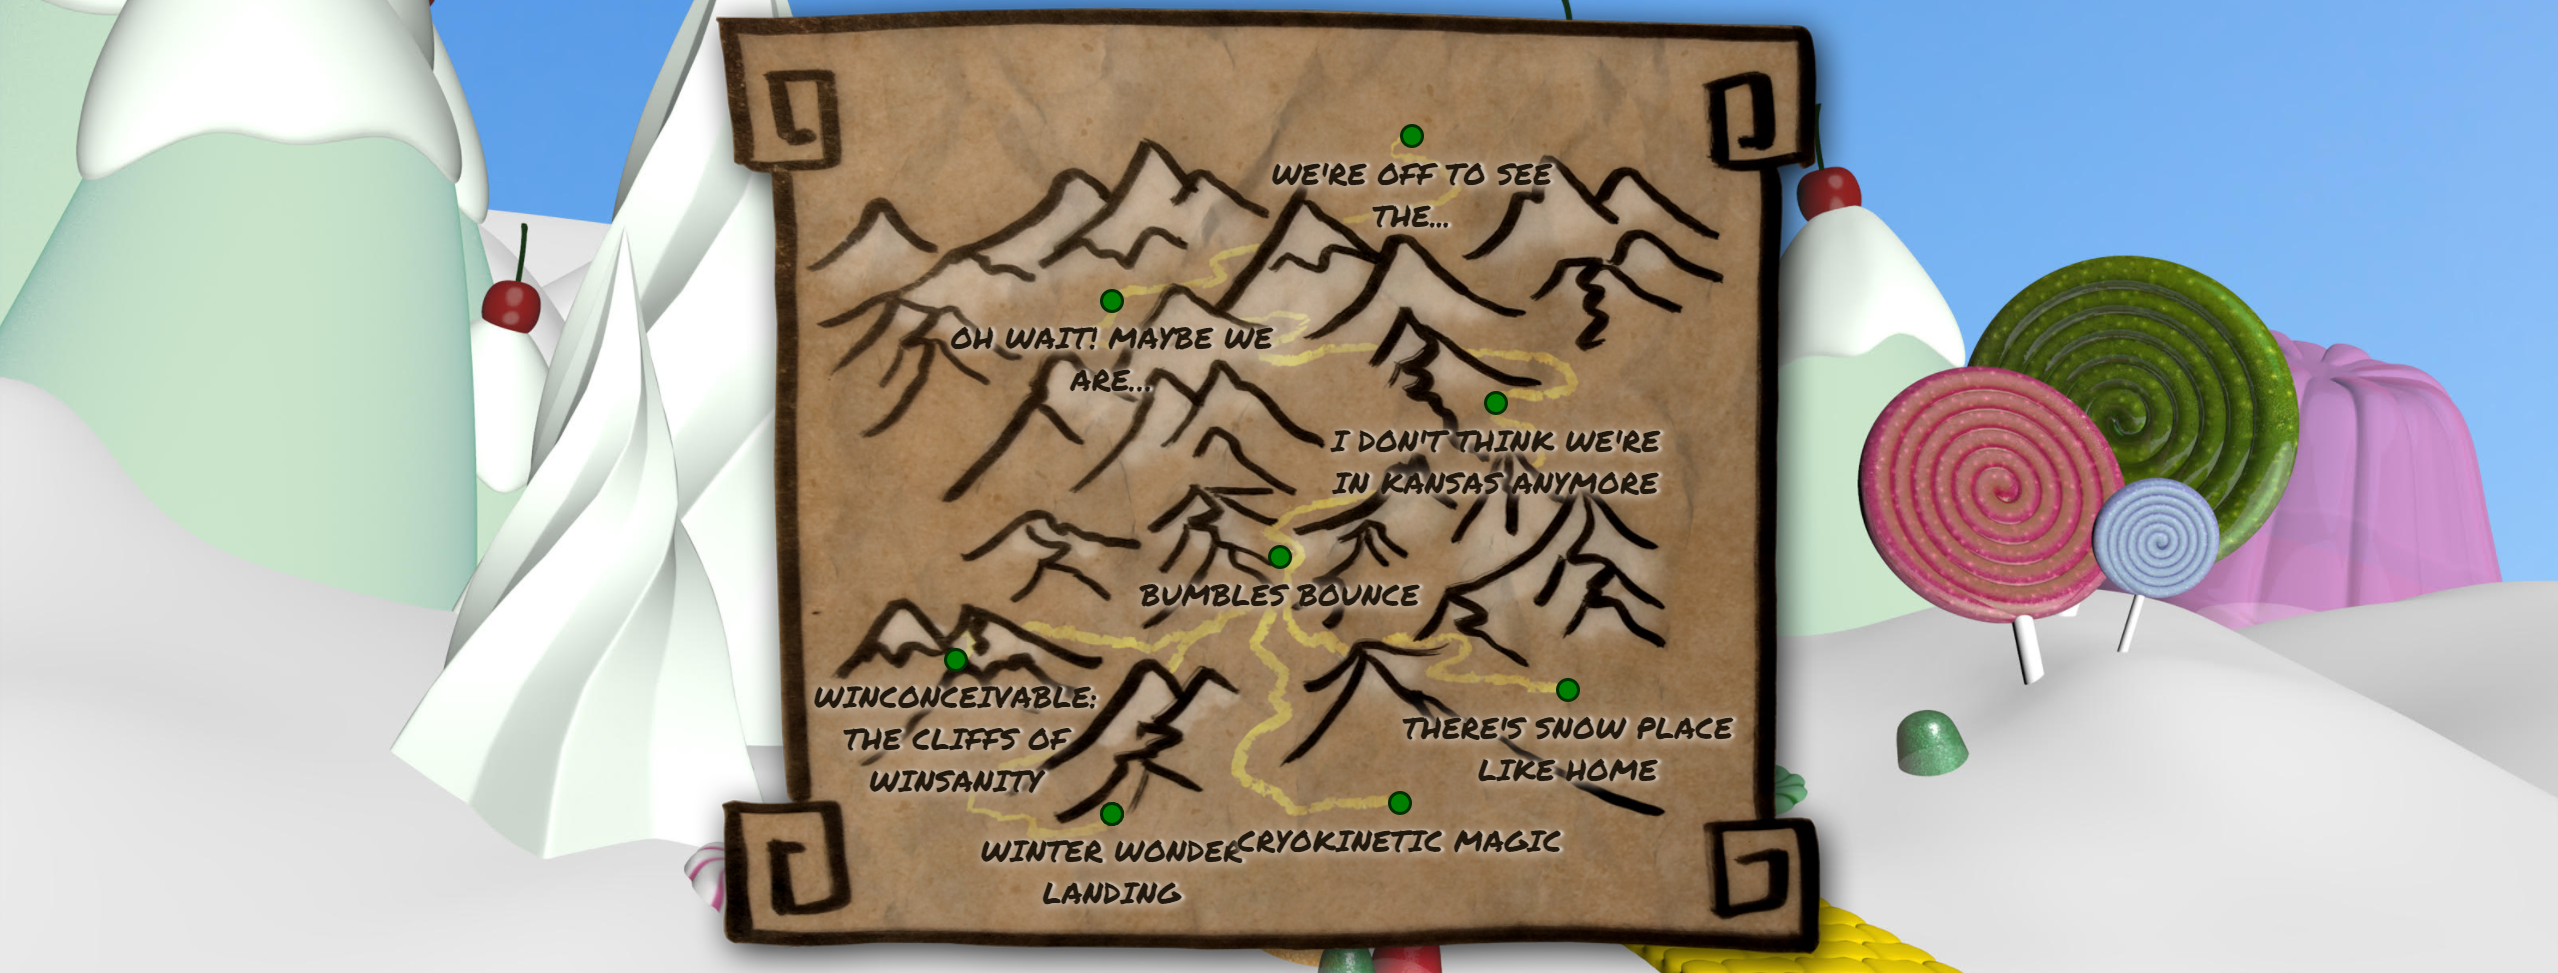 WE'RE OFF TO SEE
THE...
OH WAIT! MAYBE WE
ARE...
I DON'T THINK WE'RE
IN KANSAS ANYMORE
BUMBLES BOUNCE
WINCONCEIVABLE:
THE CLIFFS OF
WINSANITY
THERE'S SNOW PLACE
LIKE HOME
WINTER WONDER
LANDING
CRYOKINETIC MAGIC